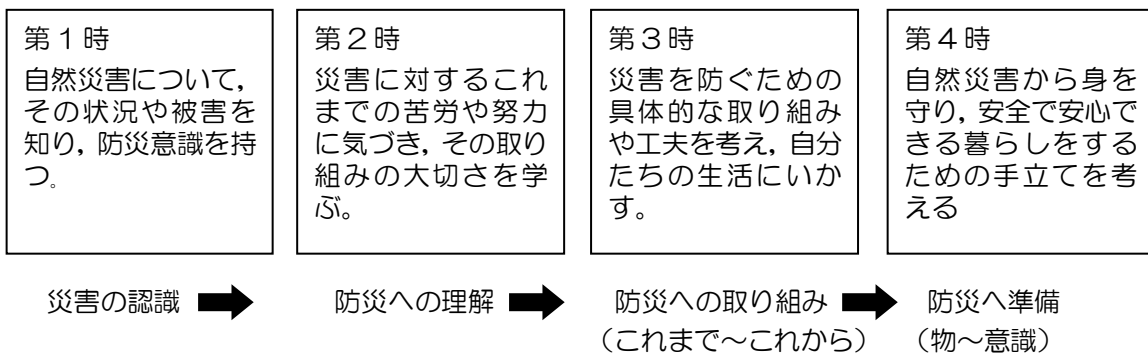 第1時
自然災害について,
その状況や被害を
知り, 防災意識を持
つ。
第2時
災害に対するこれ
までの苦労や努力
に気づき, その取り
組みの大切さを学
ぶ。
第3時
災害を防ぐための
具体的な取り組み
や工夫を考え, 自分
たちの生活にいか
す。
第4時
自然災害から身を
守り, 安全で安心で
きる暮らしをする
ための手立てを考
える
災害の認識
防災への理解
防災への取り組み
(これまで～これから)
防災へ準備
(物～意識)